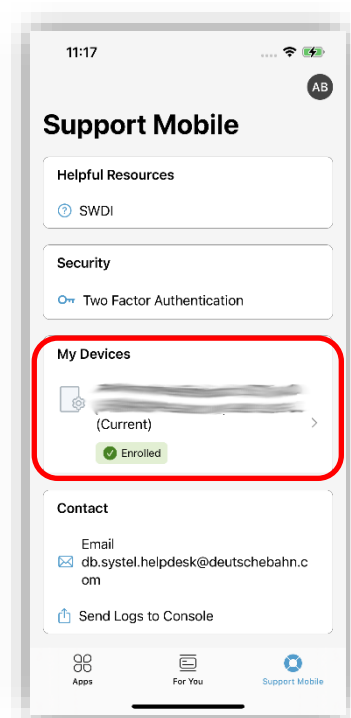 11:17
AB
Support Mobile
Helpful Resources
SWDI
Security
Two Factor Authentication
My Devices
(Current)
Enrolled
Contact
Email
db.systel.helpdesk@deutschebahn.c
om
Send Logs to Console
Apps For You Support Mobile